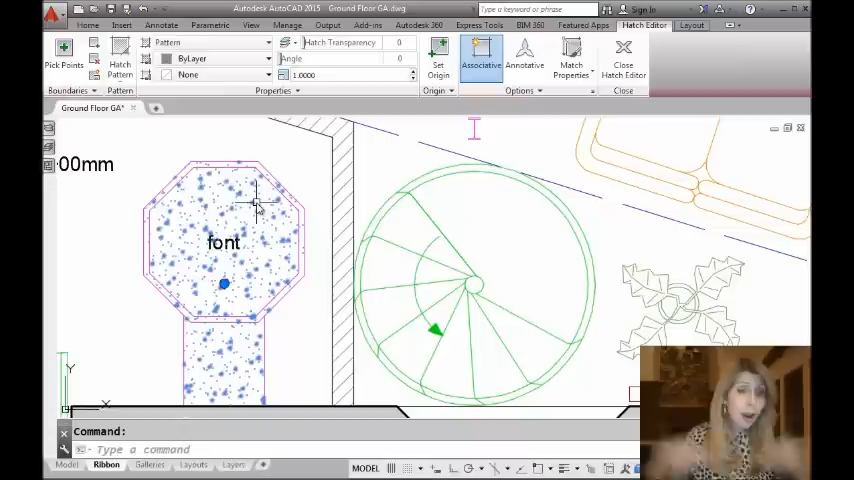 Autodesk AutoCAD 2015 Ground Floor GA.dwg
Type a keyword or phrase
Sign In
Home Insert Annotate Parametric View Manage Output Add-ins Autodesk 360 Express Tools BIM 360 Featured Apps Hatch Editor Layout
Pattern
Hatch Transparency 0
ByLayer
Angle 0
None
1.0000
Pick Points
Hatch
Pattern
Set
Origin
Associative
Annotative
Match
Properties
Close
Hatch Editor
Boundaries
Pattern
Properties
Origin
Options
Close
Ground Floor GA*
00mm
font
Y
X
Command:
Type a command
Model Ribbon Galleries Layouts Layers
MODEL